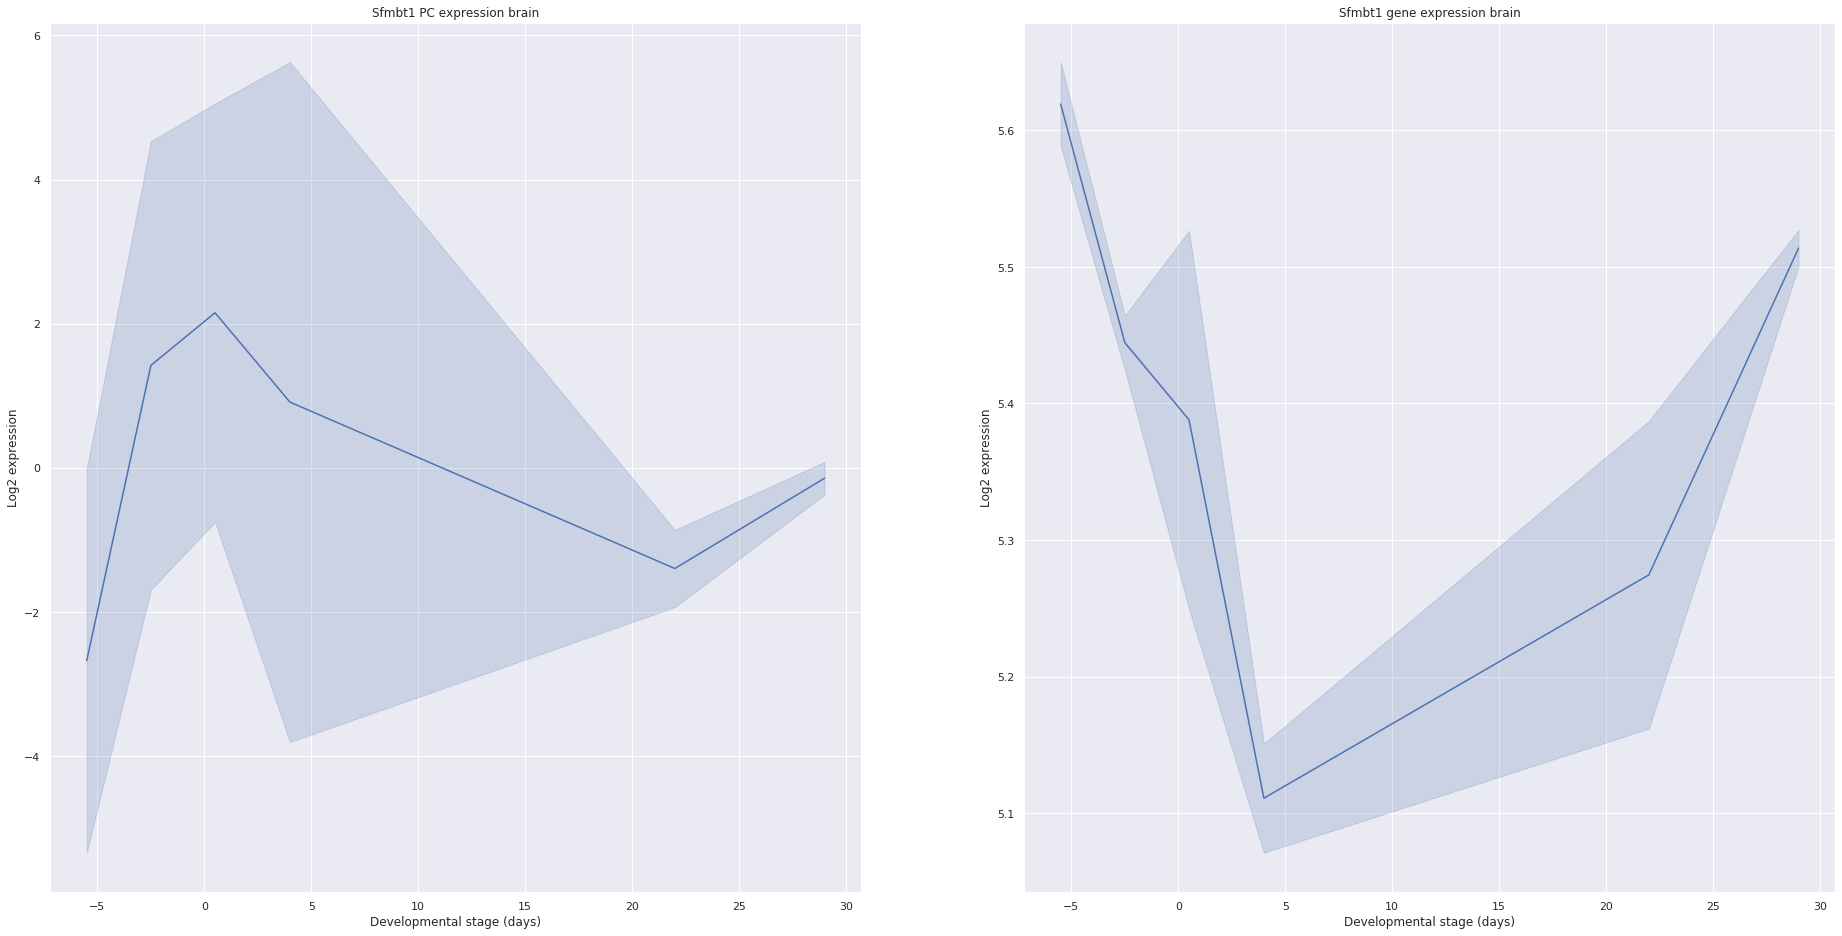 Sfmbt1 PC expression brain
6
4
2
0
−2
−4
Log2 expression
−5 0 5 10 15 20 25 30
Developmental stage (days)
Sfmbt1 gene expression brain
5.6
5.5
5.4
5.3
5.2
5.1
Log2 expression
−5 0 5 10 15 20 25 30
Developmental stage (days)